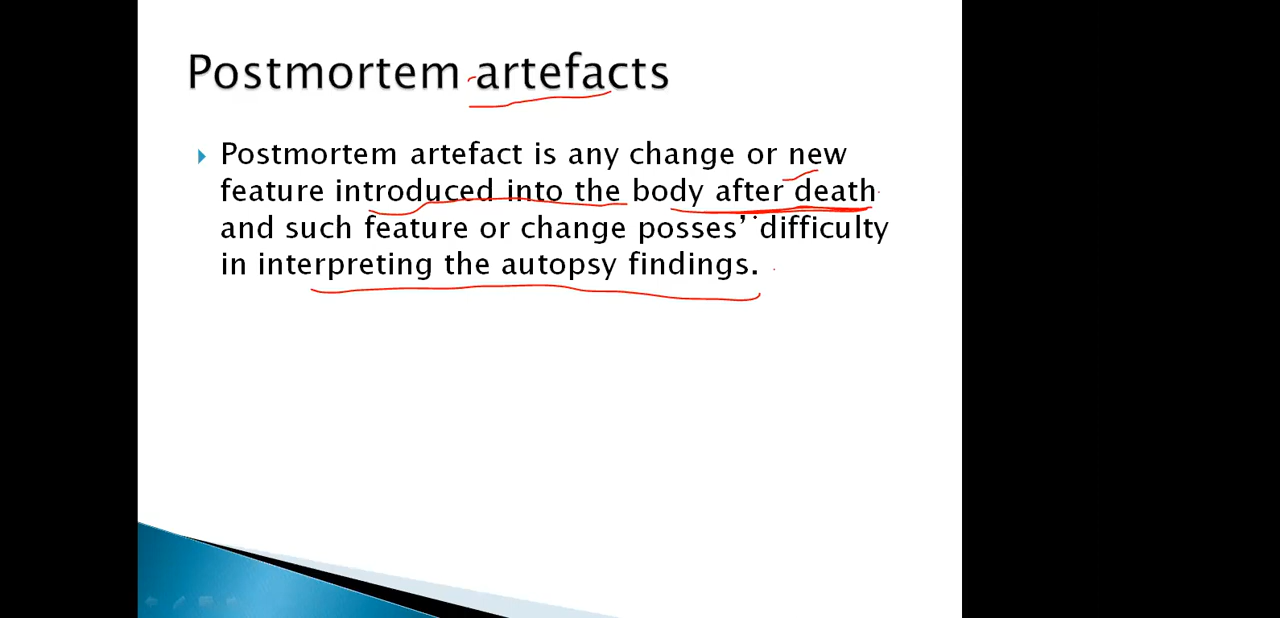 Postmortem artefacts
Postmortem artefact is any change or new
feature introduced into the body after death
and such feature or change posses’ difficulty
in interpreting the autopsy findings.